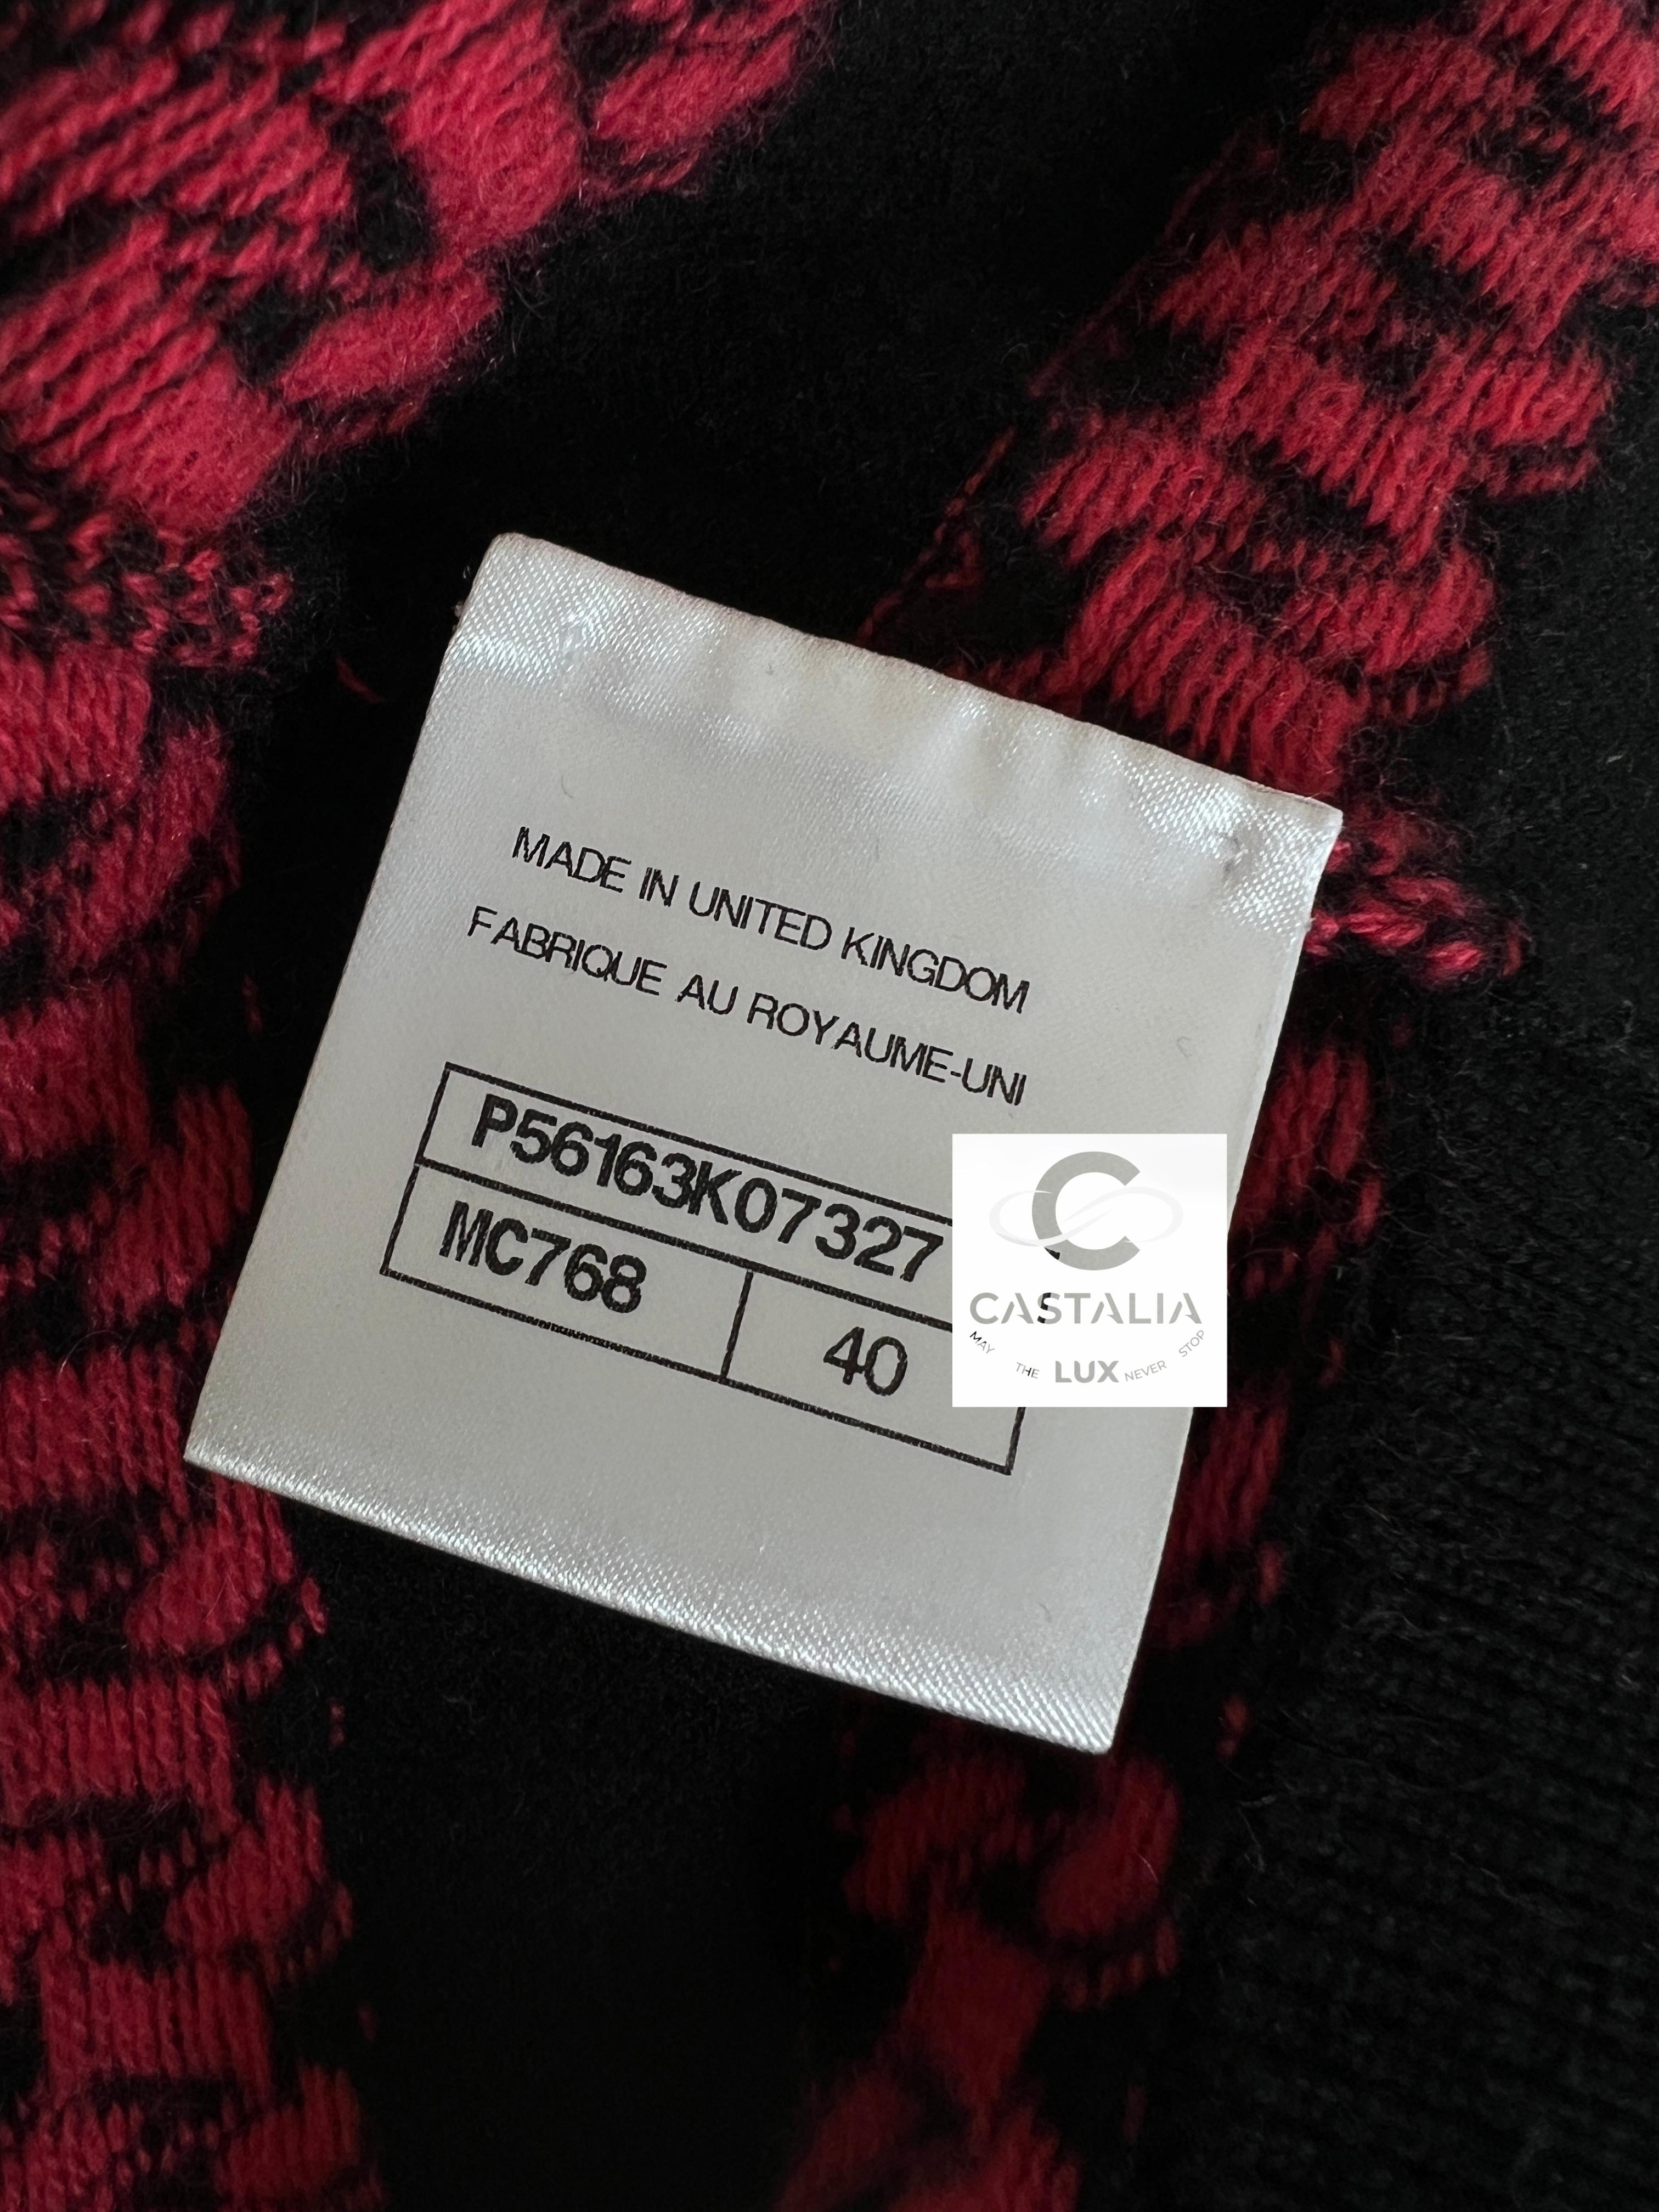 MADE IN UNITED KINGDOM
FABRIQUE AU ROYAUME-UNI
P56163K07327
MC768
40
C
CASTALIA
MAY THE LUX NEVER STOP